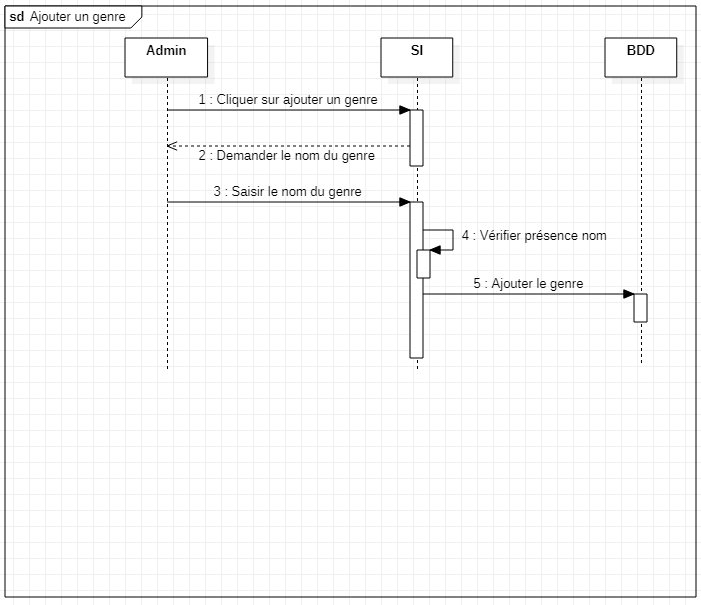 sd Ajouter un genre
Admin
SI
BDD
1 : Cliquer sur ajouter un genre
2 : Demander le nom du genre
3 : Saisir le nom du genre
4 : Vérifier présence nom
5 : Ajouter le genre